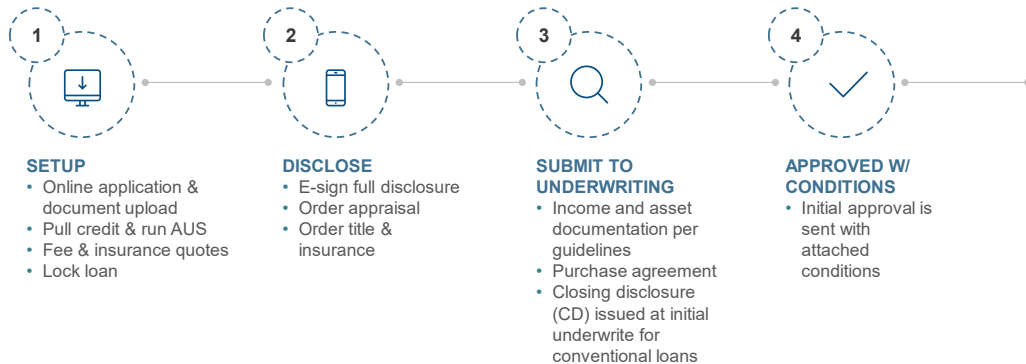 1
SETUP
• Online application &
document upload
• Pull credit & run AUS
• Fee & insurance quotes
• Lock loan
2
DISCLOSE
• E-sign full disclosure
• Order appraisal
• Order title &
insurance
3
SUBMIT TO
UNDERWRITING
• Income and asset
documentation per
guidelines
• Purchase agreement
• Closing disclosure
(CD) issued at initial
underwrite for
conventional loans
4
APPROVED W/
CONDITIONS
• Initial approval is
sent with
attached
conditions